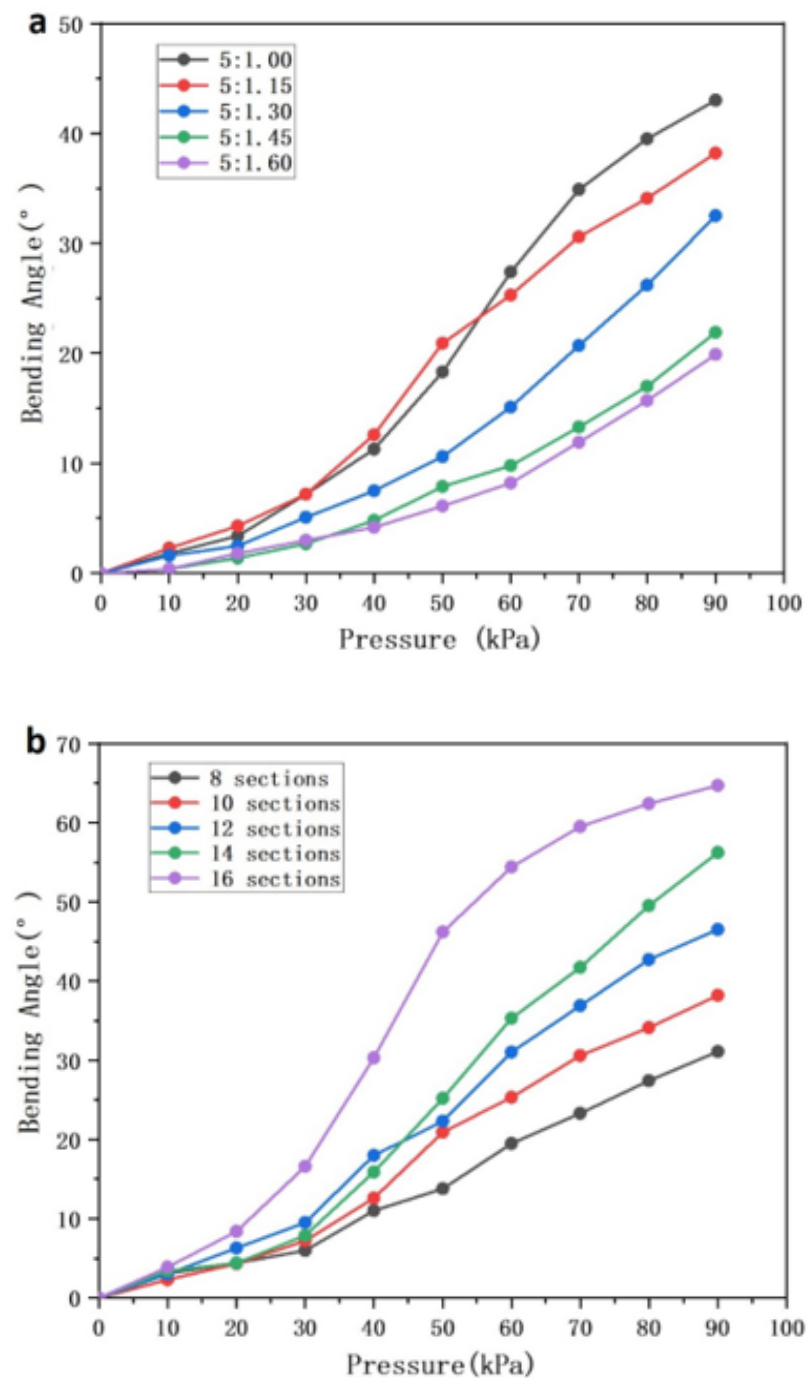 a
50
40
30
20
10
0
Bending Angle(° )
5:1.00
5:1.15
5:1.30
5:1.45
5:1.60
0 10 20 30 40 50 60 70 80 90 100
Pressure (kPa)
b
70
60
50
40
30
20
10
0
Bending Angle(° )
8 sections
10 sections
12 sections
14 sections
16 sections
0 10 20 30 40 50 60 70 80 90 100
Pressure(kPa)